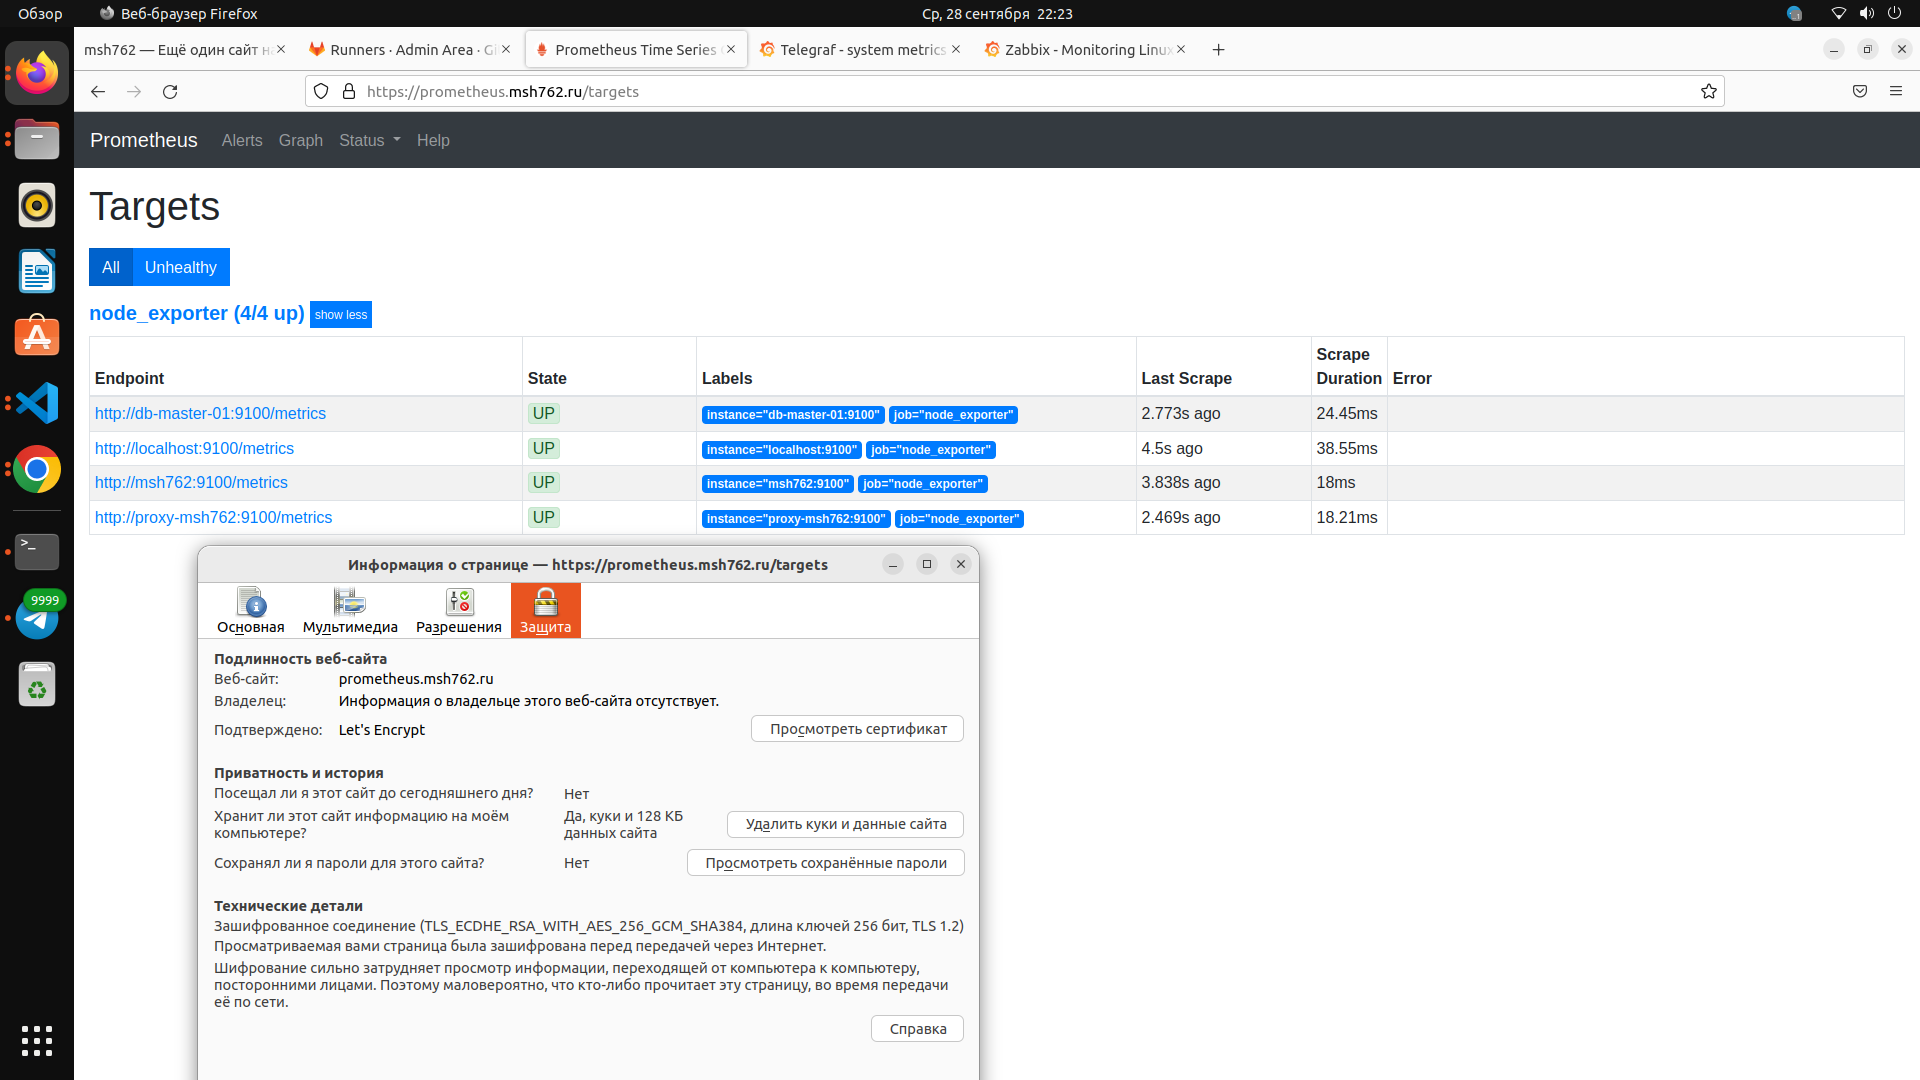 Обзор
Веб-браузер Firefox
Ср, 28 сентября 22:23
msh762 — Ещё один сайт на
Runners · Admin Area · Gi
Prometheus Time Series
Telegraf - system metrics
Zabbix - Monitoring Linux
https://prometheus.msh762.ru/targets
Prometheus Alerts Graph Status Help
Targets
All Unhealthy
node_exporter (4/4 up) show less
Endpoint State Labels Last Scrape Scrape Duration Error
http://db-master-01:9100/metrics UP instance="db-master-01:9100" job="node_exporter" 2.773s ago 24.45ms
http://localhost:9100/metrics UP instance="localhost:9100" job="node_exporter" 4.5s ago 38.55ms
http://msh762:9100/metrics UP instance="msh762:9100" job="node_exporter" 3.838s ago 18ms
http://proxy-msh762:9100/metrics UP instance="proxy-msh762:9100" job="node_exporter" 2.469s ago 18.21ms
9999
Информация о странице — https://prometheus.msh762.ru/targets
Основная Мультимедиа Разрешения Защита
Подлинность веб-сайта
Веб-сайт: prometheus.msh762.ru
Владелец: Информация о владельце этого веб-сайта отсутствует.
Подтверждено: Let's Encrypt Просмотреть сертификат
Приватность и история
Посещал ли я этот сайт до сегодняшнего дня? Нет
Хранит ли этот сайт информацию на моём
компьютере?
Да, куки и 128 КБ
данных сайта
Удалить куки и данные сайта
Сохранял ли я пароли для этого сайта? Нет Просмотреть сохранённые пароли
Технические детали
Зашифрованное соединение (TLS_ECDHE_RSA_WITH_AES_256_GCM_SHA384, длина ключей 256 бит, TLS 1.2)
Просматриваемая вами страница была зашифрована перед передачей через Интернет.
Шифрование сильно затрудняет просмотр информации, переходящей от компьютера к компьютеру,
посторонними лицами. Поэтому маловероятно, что кто-либо прочитает эту страницу, во время передачи
её по сети.
Справка